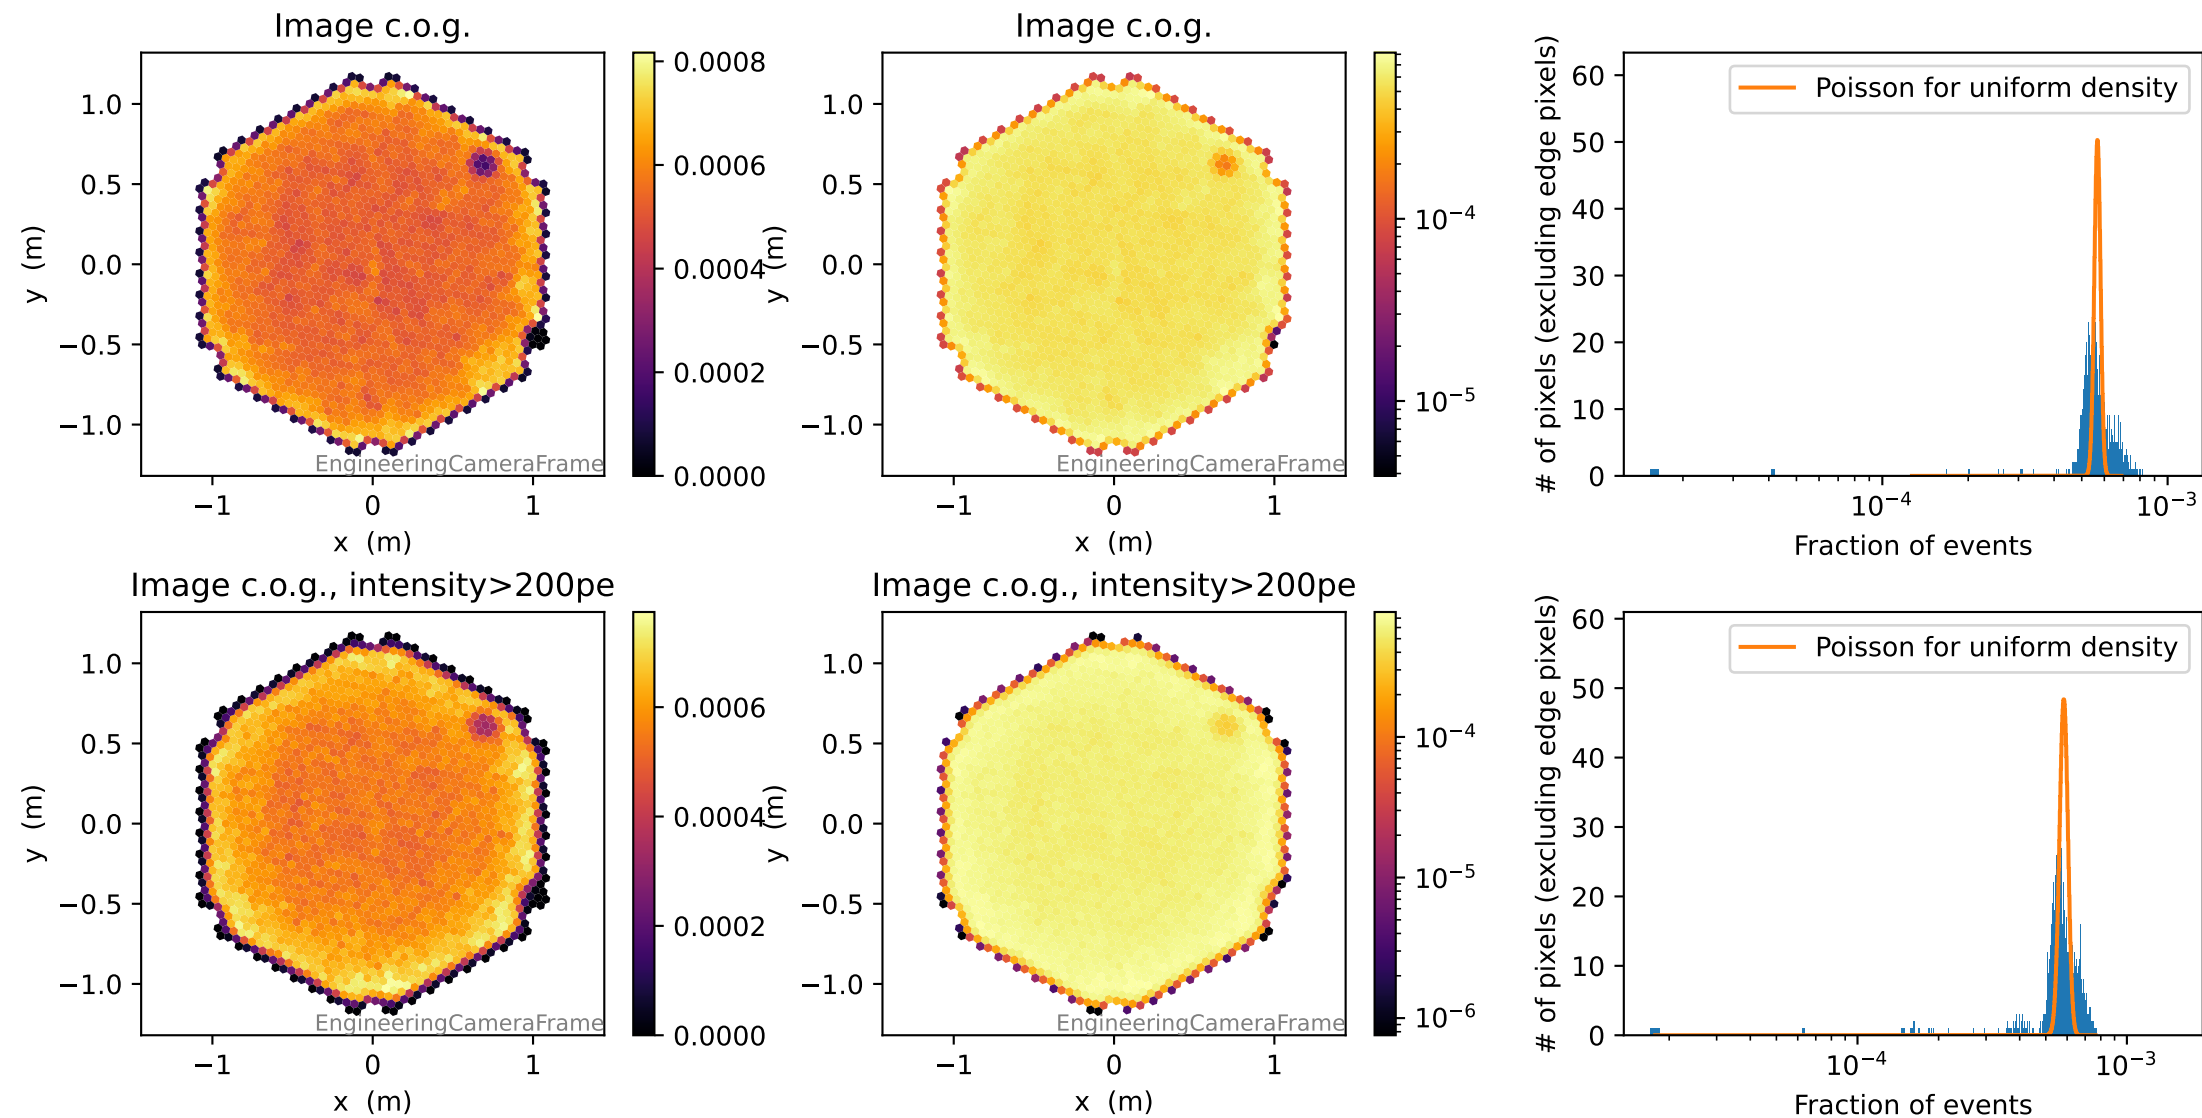 Image c.o.g.
y (m)
1.0
0.5
0.0
−0.5
−1.0
EngineeringCameraFrame
−1 0 1
x (m)
0.0008
0.0006
0.0004
0.0002
0.0000
Image c.o.g.
y (m)
1.0
0.5
0.0
−0.5
−1.0
EngineeringCameraFrame
−1 0 1
x (m)
10⁻⁴
10⁻⁵
# of pixels (excluding edge pixels)
60
50
40
30
20
10
0
Poisson for uniform density
10⁻⁴ 10⁻³
Fraction of events
Image c.o.g., intensity>200pe
y (m)
1.0
0.5
0.0
−0.5
−1.0
EngineeringCameraFrame
−1 0 1
x (m)
0.0006
0.0004
0.0002
0.0000
Image c.o.g., intensity>200pe
y (m)
1.0
0.5
0.0
−0.5
−1.0
EngineeringCameraFrame
−1 0 1
x (m)
10⁻⁴
10⁻⁵
10⁻⁶
# of pixels (excluding edge pixels)
60
50
40
30
20
10
0
Poisson for uniform density
10⁻⁴ 10⁻³
Fraction of events